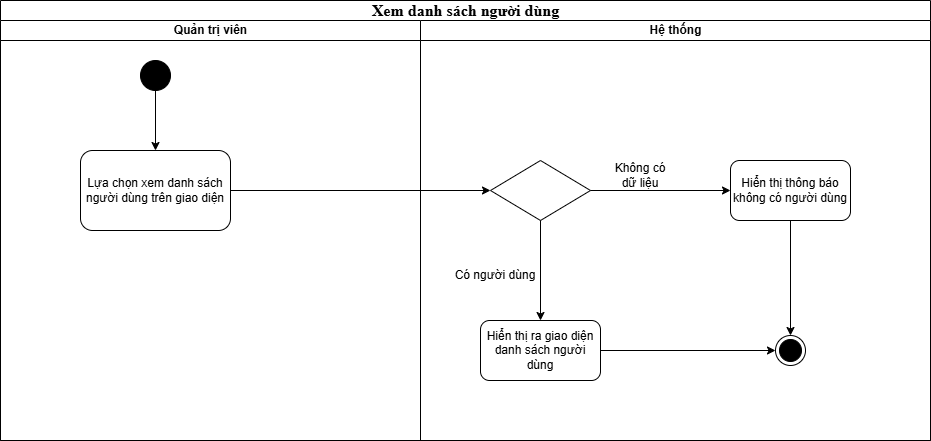 Xem danh sách người dùng
Quản trị viên
Hệ thống
Lựa chọn xem danh sách
người dùng trên giao diện
Không có
dữ liệu
Hiển thị thông báo
không có người dùng
Có người dùng
Hiển thị ra giao diện
danh sách người
dùng